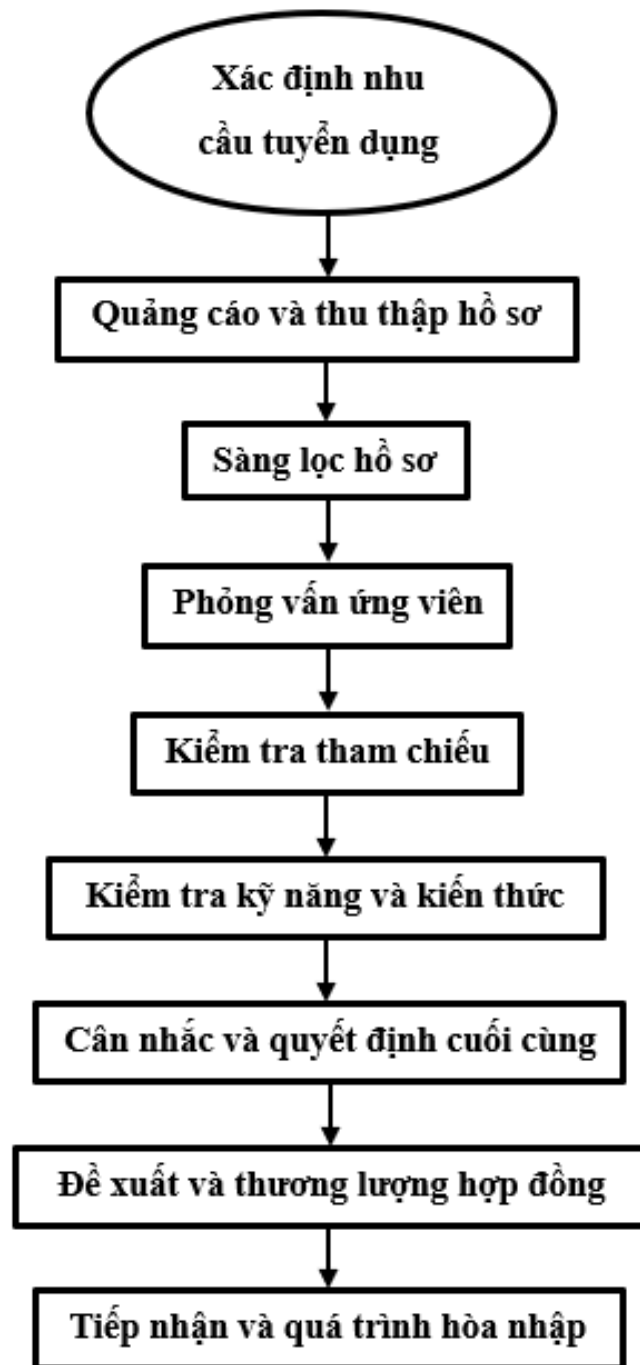 Xác định nhu
cầu tuyển dụng
Quảng cáo và thu thập hồ sơ
Sàng lọc hồ sơ
Phỏng vấn ứng viên
Kiểm tra tham chiếu
Kiểm tra kỹ năng và kiến thức
Cân nhắc và quyết định cuối cùng
Đề xuất và thương lượng hợp đồng
Tiếp nhận và quá trình hòa nhập